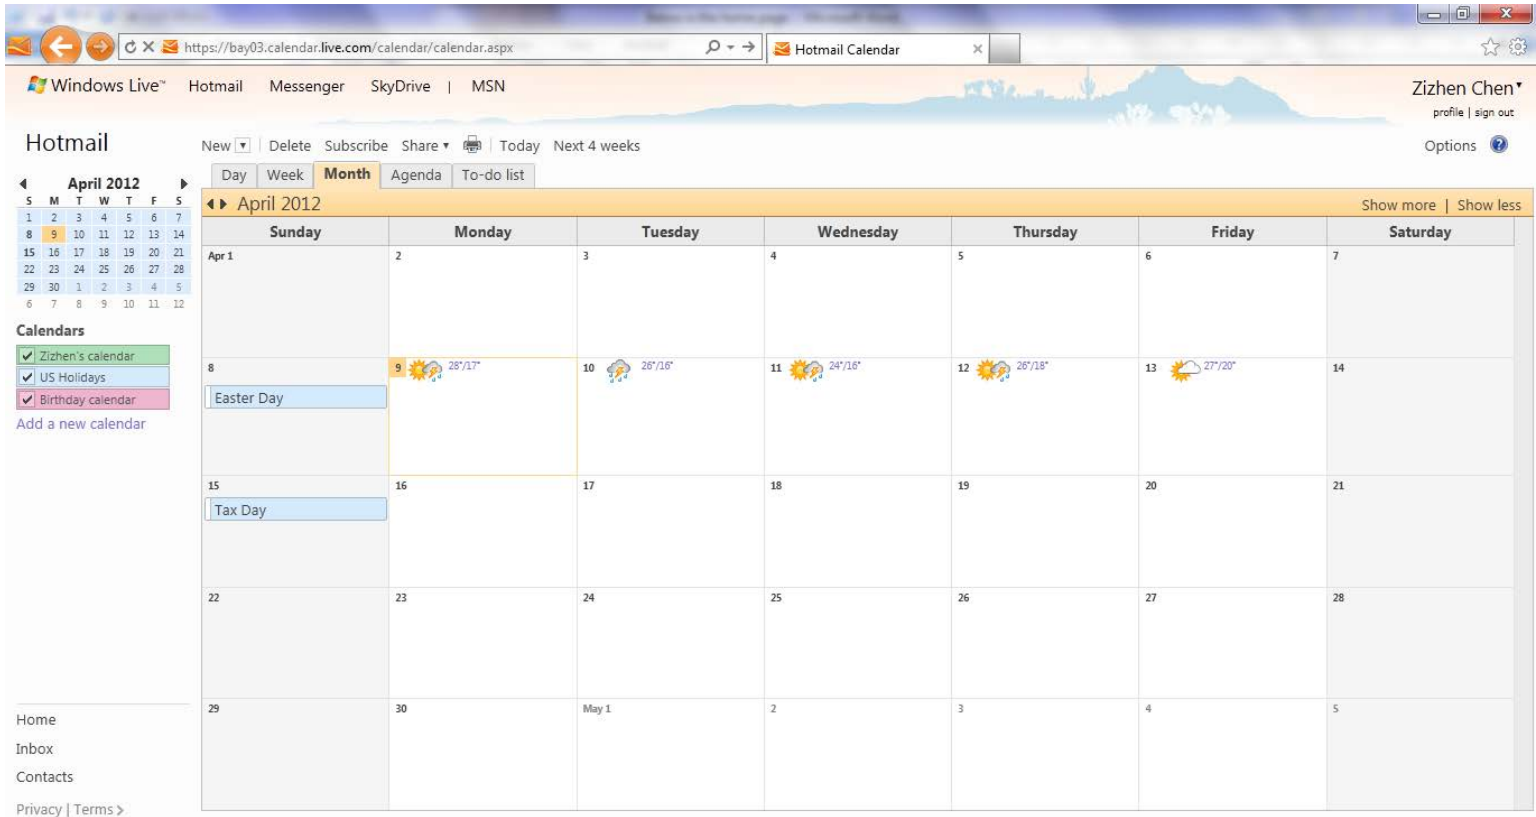 https://bay03.calendar.live.com/calendar/calendar.aspx
Hotmail Calendar
Windows Live™ Hotmail Messenger SkyDrive | MSN
Zizhen Chen
profile | sign out
Hotmail
New Delete Subscribe Share Today Next 4 weeks
Options
Day Week Month Agenda To-do list
April 2012
S M T W T F S
1 2 3 4 5 6 7
8 9 10 11 12 13 14
15 16 17 18 19 20 21
22 23 24 25 26 27 28
29 30 1 2 3 4 5
6 7 8 9 10 11 12
Calendars
Zizhen's calendar
US Holidays
Birthday calendar
Add a new calendar
Home
Inbox
Contacts
Privacy | Terms >
April 2012
Show more | Show less
Sunday Monday Tuesday Wednesday Thursday Friday Saturday
Apr 1 2 3 4 5 6 7
8 9 28°/17° 10 26°/16° 11 24°/16° 12 26°/18° 13 27°/20° 14
Easter Day
15 16 17 18 19 20 21
Tax Day
22 23 24 25 26 27 28
29 30 May 1 2 3 4 5